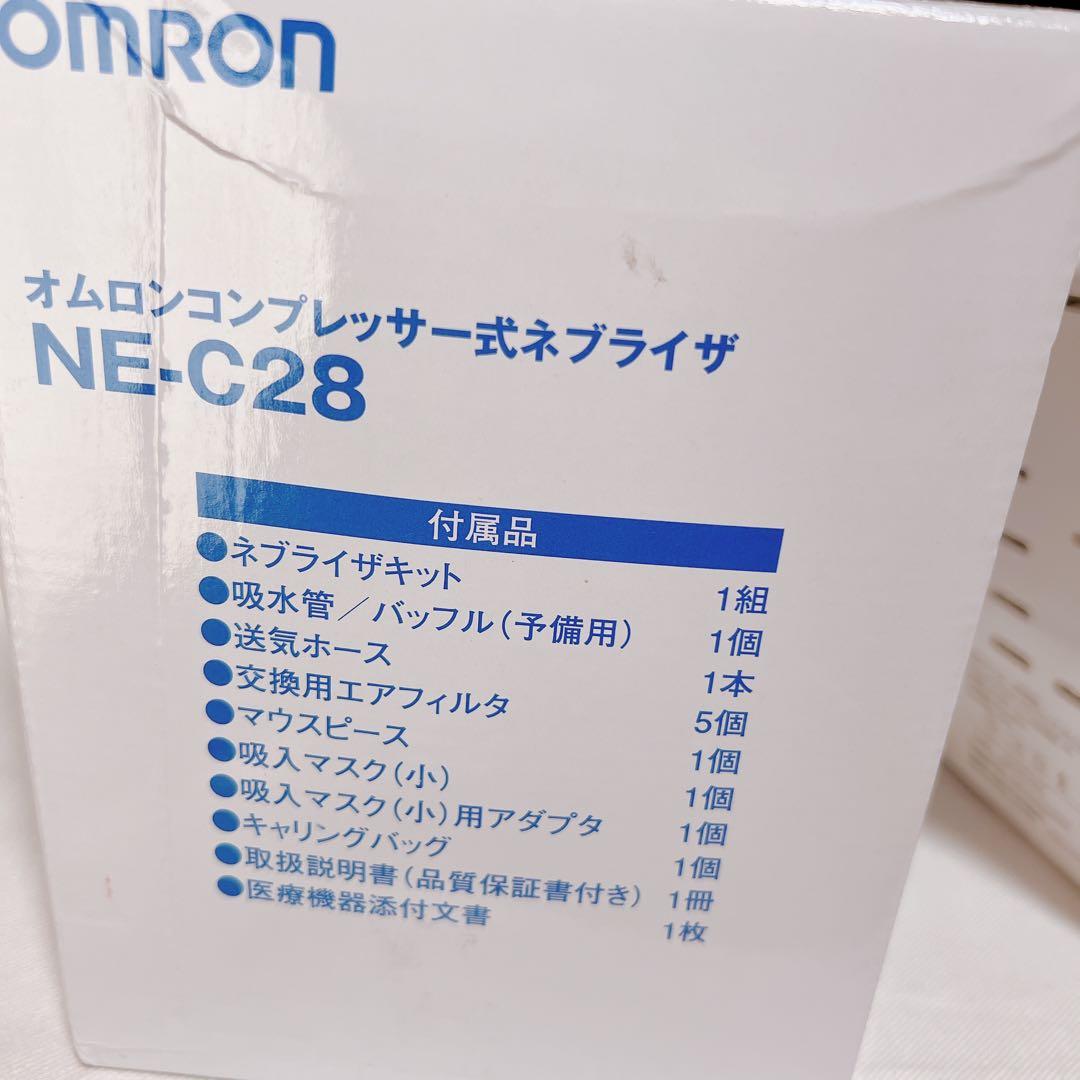 OMRON
オムロンコンプレッサー式ネブライザ
NE-C28
付属品
●ネブライザキット 1組
●吸水管／バッフル(予備用) 1個
●送気ホース 1本
●交換用エアフィルタ 5個
●マウスピース 1個
●吸入マスク(小) 1個
●吸入マスク(小)用アダプタ 1個
●キャリングバッグ 1個
●取扱説明書(品質保証書付き) 1冊
●医療機器添付文書 1枚